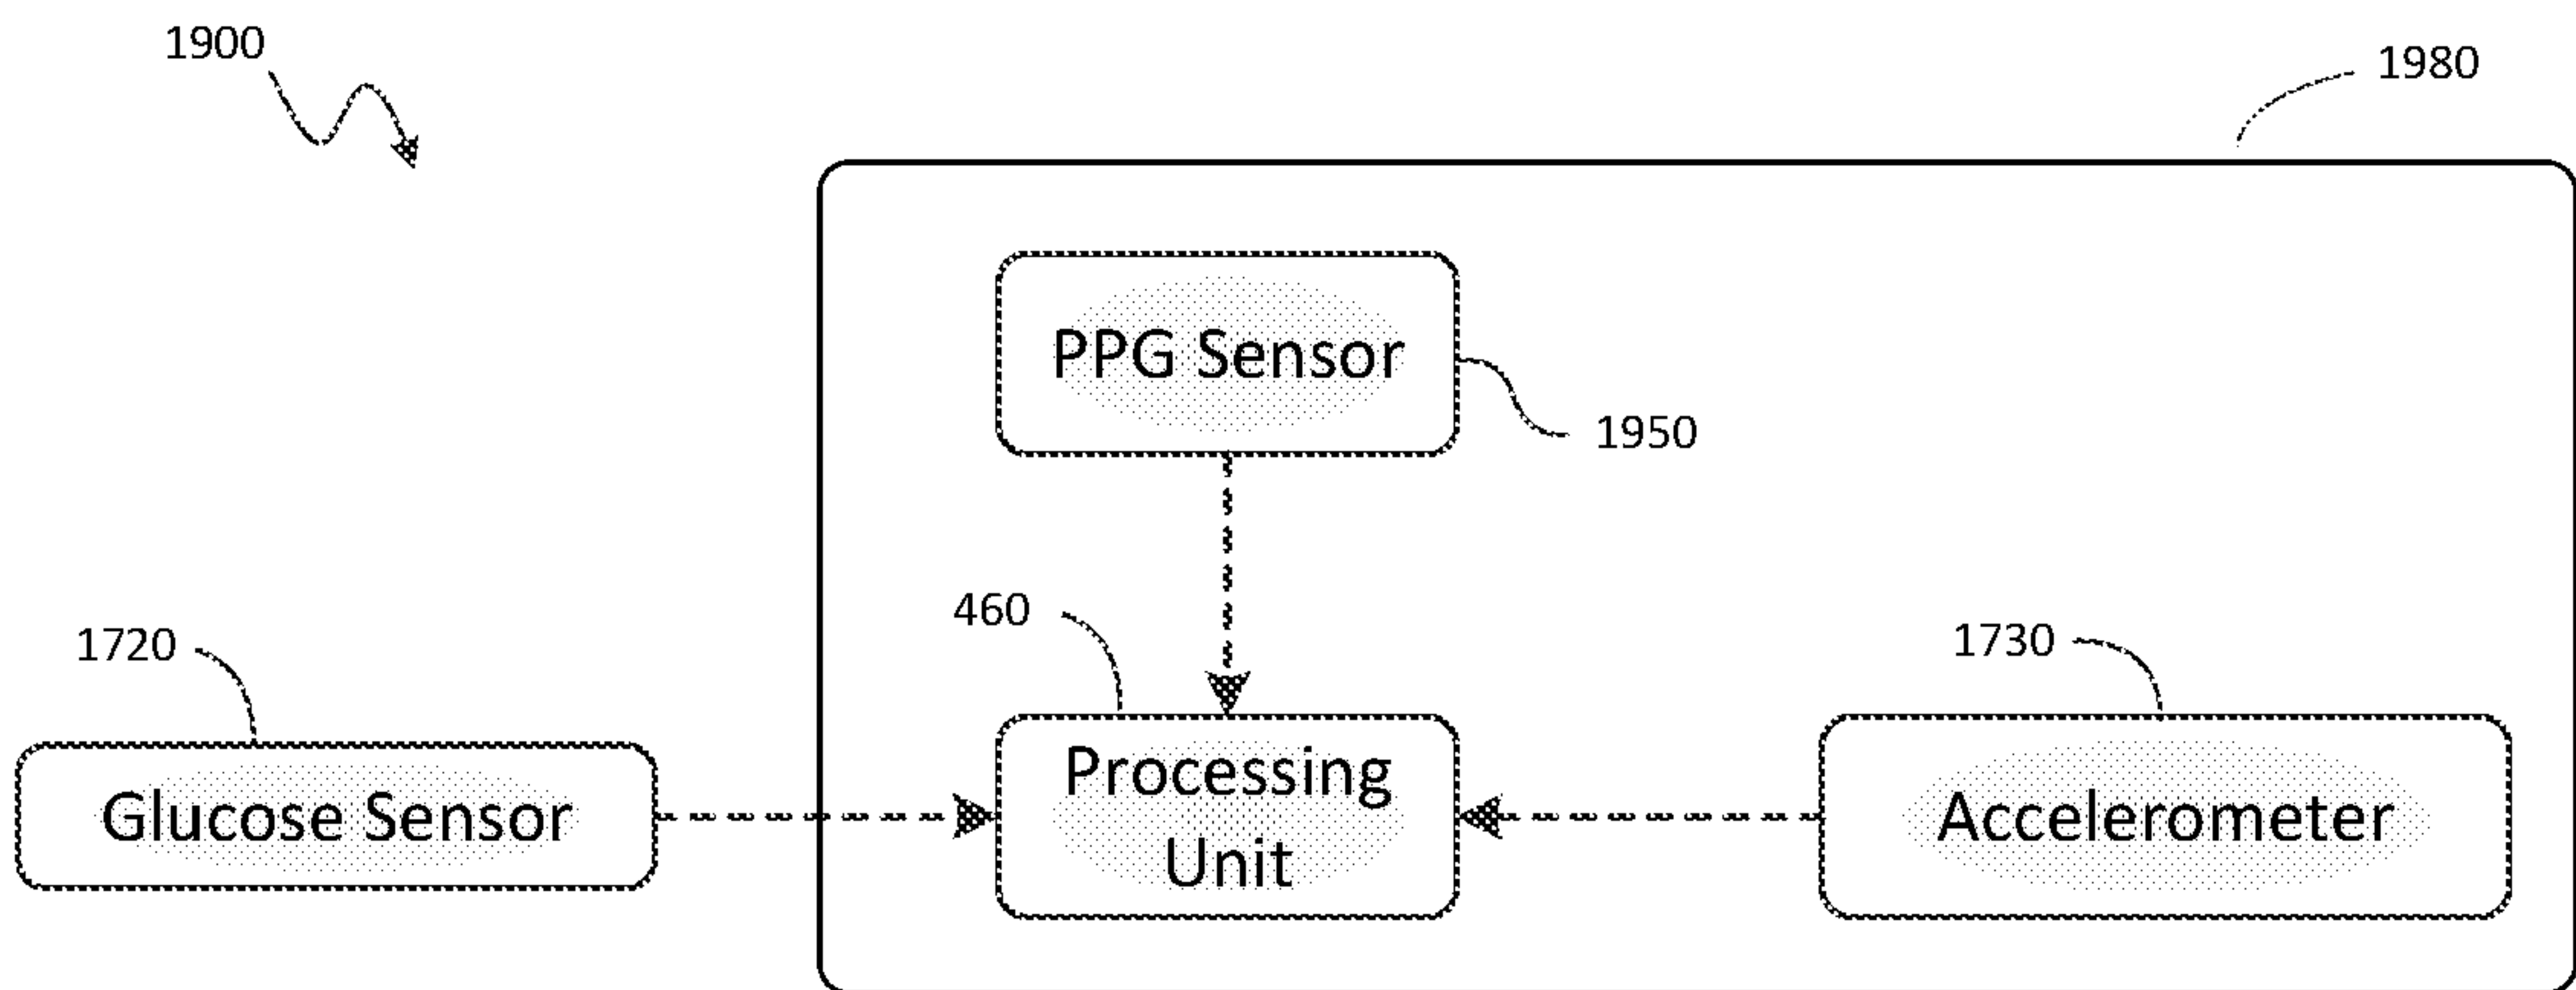 1900
1980
PPG Sensor
1950
460
1720
1730
Processing
Unit
Glucose Sensor
Accelerometer